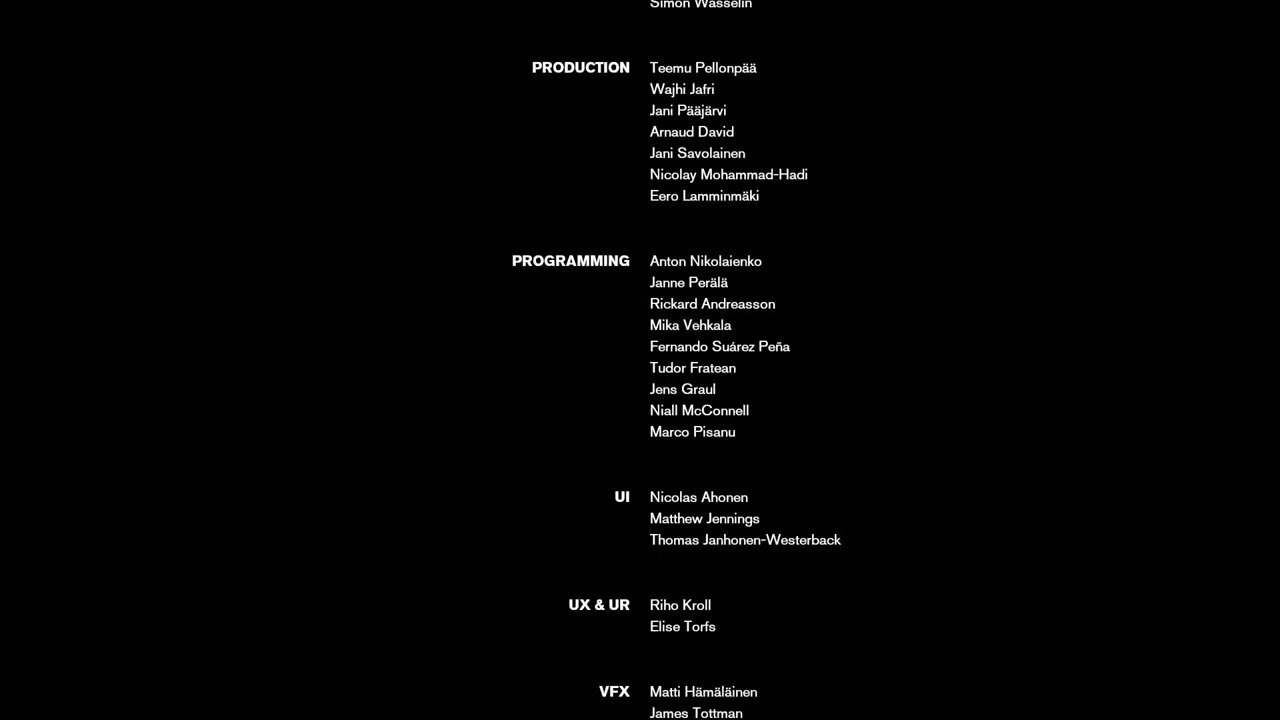 Simon Wasselin
PRODUCTION Teemu Pellonpää
Wajhi Jafri
Jani Pääjärvi
Arnaud David
Jani Savolainen
Nicolay Mohammad-Hadi
Eero Lamminmäki
PROGRAMMING Anton Nikolaienko
Janne Perälä
Rickard Andreasson
Mika Vehkala
Fernando Suárez Peña
Tudor Fratean
Jens Graul
Niall McConnell
Marco Pisanu
UI Nicolas Ahonen
Matthew Jennings
Thomas Janhonen-Westerback
UX & UR Riho Kroll
Elise Torfs
VFX Matti Hämäläinen
James Tottman